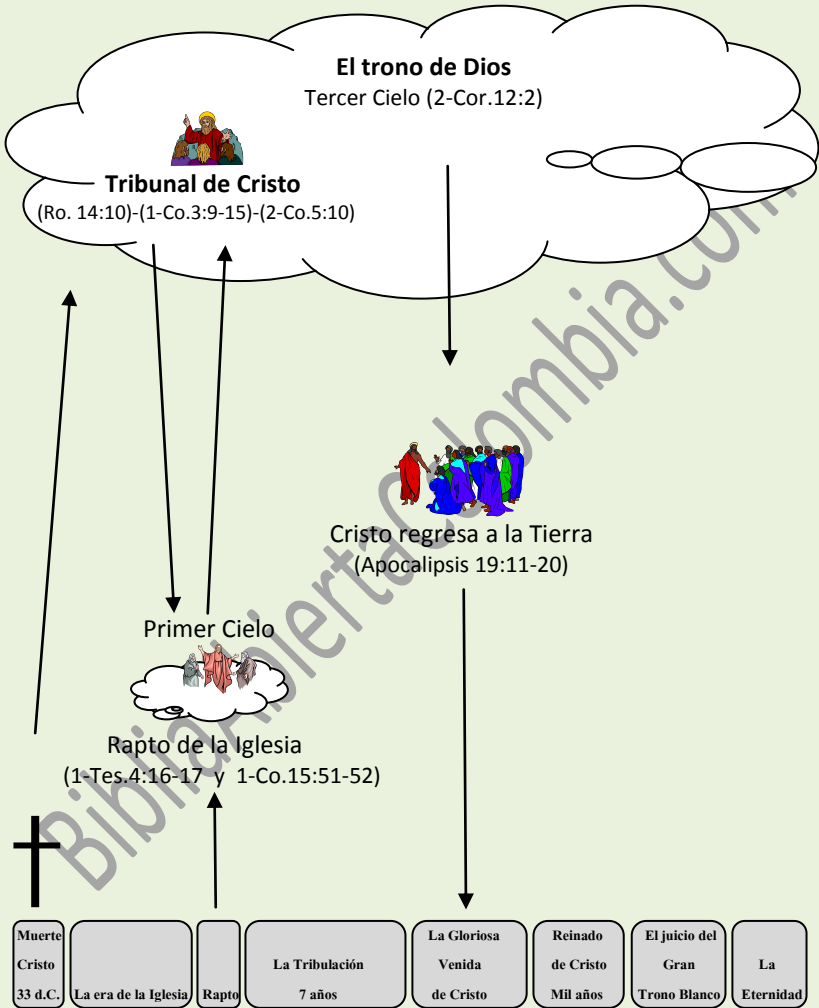 El trono de Dios
Tercer Cielo (2-Cor.12:2)
Tribunal de Cristo
(Ro. 14:10)-(1-Co.3:9-15)-(2-Co.5:10)
Cristo regresa a la Tierra
(Apocalipsis 19:11-20)
Primer Cielo
Rapto de la Iglesia
(1-Tes.4:16-17 y 1-Co.15:51-52)
BibliaAbiertaColombia.com
Muerte
Cristo
33 d.C.
La era de la Iglesia
Rapto
La Tribulación
7 años
La Gloriosa
Venida
de Cristo
Reinado
de Cristo
Mil años
El juicio del
Gran
Trono Blanco
La
Eternidad